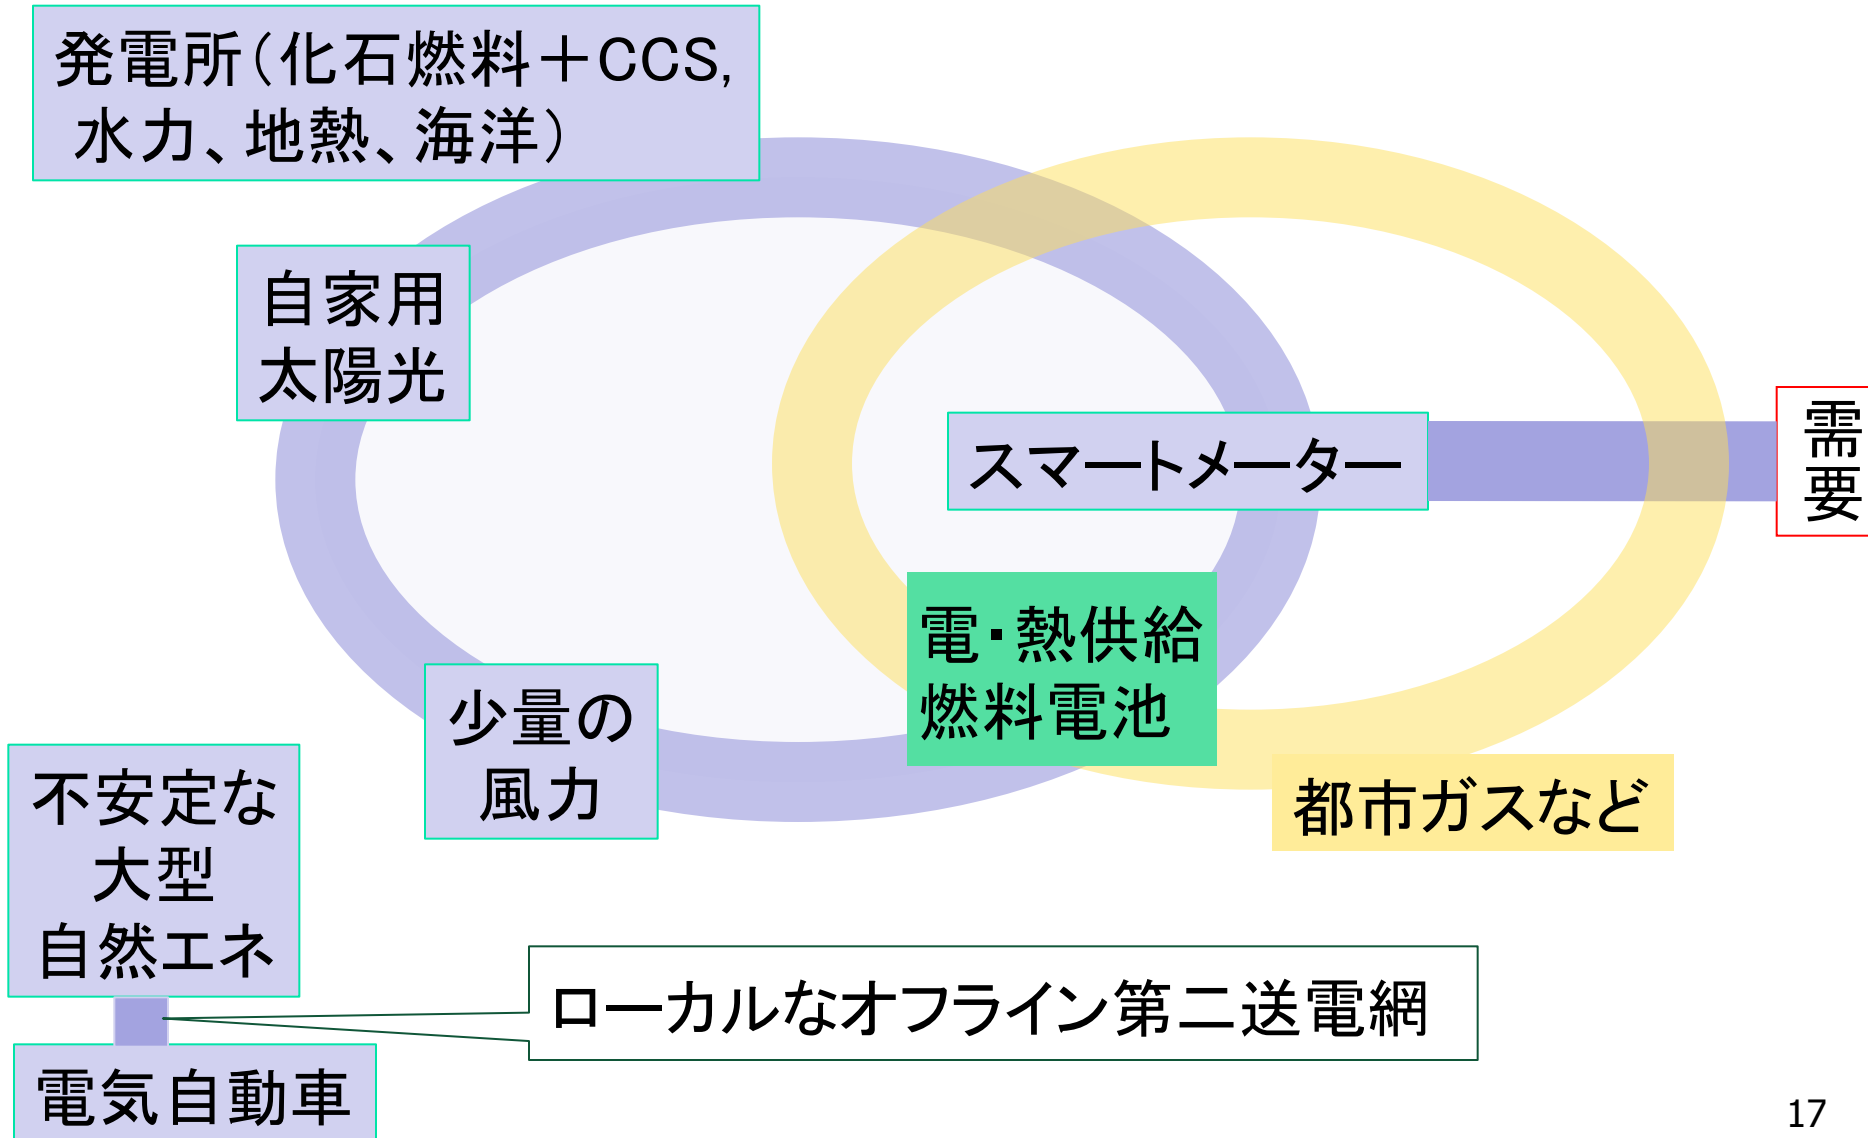 発電所(化石燃料+CCS,
水力、地熱、海洋)
自家用
太陽光
スマートメーター
需
要
電・熱供給
燃料電池
少量の
風力
都市ガスなど
不安定な
大型
自然エネ
ローカルなオフライン第二送電網
電気自動車
17